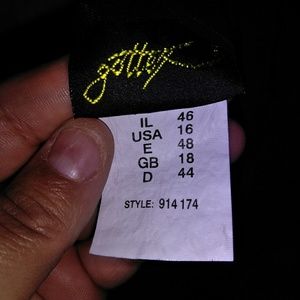 gottex
IL 46
USA 16
E 48
GB 18
D 44
STYLE: 914 174